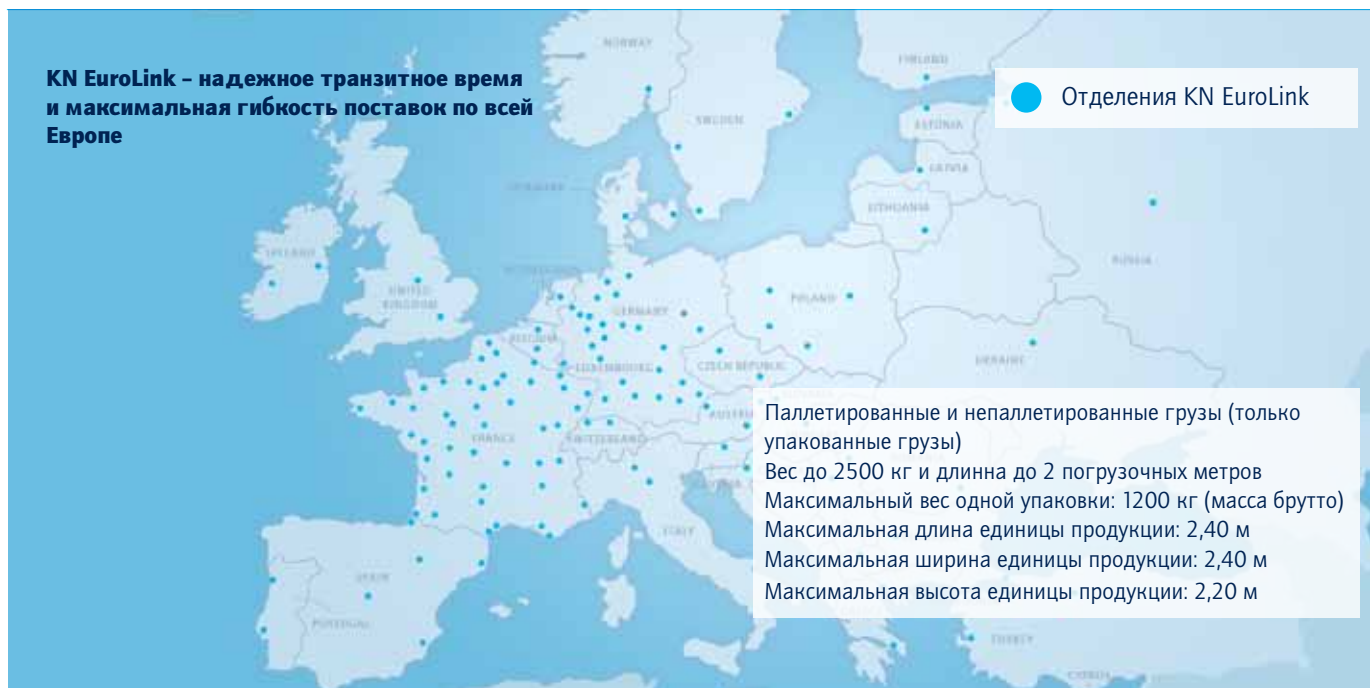 KN EuroLink – надежное транзитное время
и максимальная гибкость поставок по всей
Европе
Отделения KN EuroLink
NORWAY
FINLAND
SWEDEN
ESTONIA
LATVIA
DENMARK
LITHUANIA
IRELAND
RUSSIA
UNITED
KINGDOM
GERMANY
POLAND
BELGIUM
UKRAINE
LUXEMBOURG
CZECH REPUBLIC
FRANCE
SWITZERLAND
Паллетированные и непаллетированные грузы (только
упакованные грузы)
Вес до 2500 кг и длинна до 2 погрузочных метров
Максимальный вес одной упаковки: 1200 кг (масса брутто)
Максимальная длина единицы продукции: 2,40 м
Максимальная ширина единицы продукции: 2,40 м
Максимальная высота единицы продукции: 2,20 м
ITALY
SPAIN
PORTUGAL
TURKEY
CYPRUS